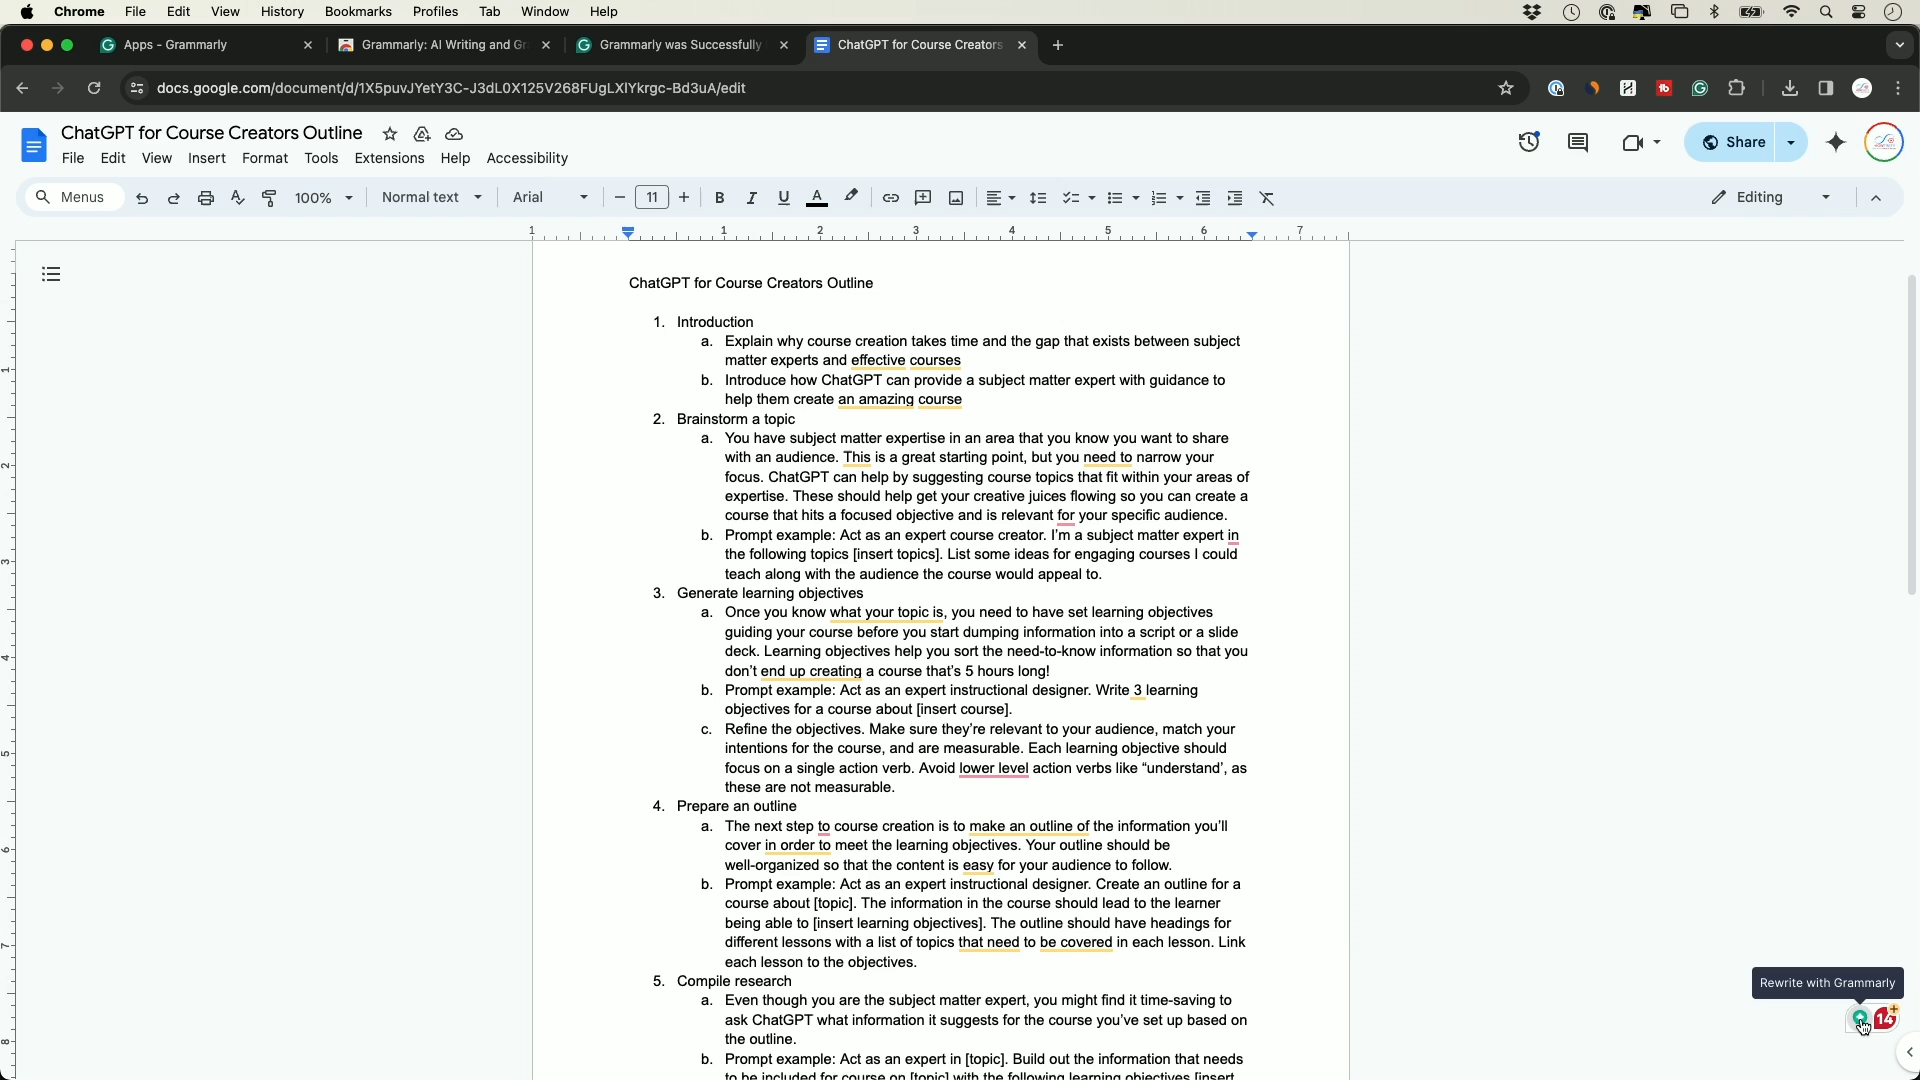 Chrome File Edit View History Bookmarks Profiles Tab Window Help
Apps - Grammarly Grammarly: AI Writing and Gr Grammarly was Successfully ChatGPT for Course Creators
docs.google.com/document/d/1X5puvJYetY3C-J3dL0X125V268FUgLXIYkrgc-Bd3uA/edit
ChatGPT for Course Creators Outline
File Edit View Insert Format Tools Extensions Help Accessibility
Share
Menus 100% Normal text Arial 11 Editing
1 1 2 3 4 5 6 7
ChatGPT for Course Creators Outline
1. Introduction
a. Explain why course creation takes time and the gap that exists between subject
matter experts and effective courses
b. Introduce how ChatGPT can provide a subject matter expert with guidance to
help them create an amazing course
2. Brainstorm a topic
a. You have subject matter expertise in an area that you know you want to share
with an audience. This is a great starting point, but you need to narrow your
focus. ChatGPT can help by suggesting course topics that fit within your areas of
expertise. These should help get your creative juices flowing so you can create a
course that hits a focused objective and is relevant for your specific audience.
b. Prompt example: Act as an expert course creator. I'm a subject matter expert in
the following topics [insert topics]. List some ideas for engaging courses I could
teach along with the audience the course would appeal to.
3. Generate learning objectives
a. Once you know what your topic is, you need to have set learning objectives
guiding your course before you start dumping information into a script or a slide
deck. Learning objectives help you sort the need-to-know information so that you
don't end up creating a course that's 5 hours long!
b. Prompt example: Act as an expert instructional designer. Write 3 learning
objectives for a course about [insert course].
c. Refine the objectives. Make sure they're relevant to your audience, match your
intentions for the course, and are measurable. Each learning objective should
focus on a single action verb. Avoid lower level action verbs like “understand’, as
these are not measurable.
4. Prepare an outline
a. The next step to course creation is to make an outline of the information you'll
cover in order to meet the learning objectives. Your outline should be
well-organized so that the content is easy for your audience to follow.
b. Prompt example: Act as an expert instructional designer. Create an outline for a
course about [topic]. The information in the course should lead to the learner
being able to [insert learning objectives]. The outline should have headings for
different lessons with a list of topics that need to be covered in each lesson. Link
each lesson to the objectives.
5. Compile research
a. Even though you are the subject matter expert, you might find it time-saving to
ask ChatGPT what information it suggests for the course you've set up based on
the outline.
b. Prompt example: Act as an expert in [topic]. Build out the information that needs
to be included for course on [topic] with the following learning objectives [insert
Rewrite with Grammarly
14